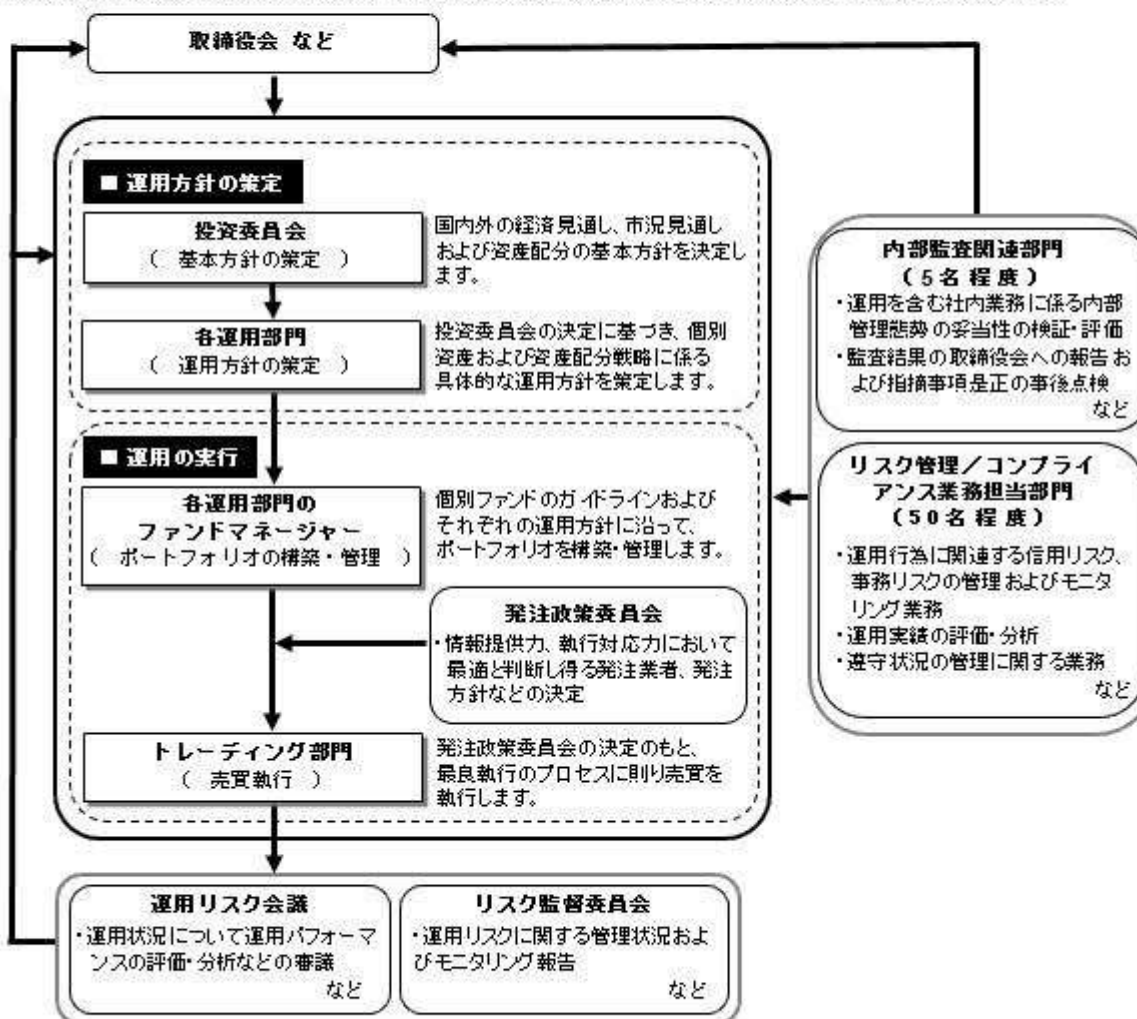 取締役会 など
■ 運用方針の策定
投資委員会
（ 基本方針の策定 ）
国内外の経済見通し、市況見通し
および資産配分の基本方針を決定し
ます。
各運用部門
（ 運用方針の策定 ）
投資委員会の決定に基づき、個別
資産および資産配分戦略に係る
具体的な運用方針を策定します。
■ 運用の実行
各運用部門の
ファンドマネージャー
（ ポートフォリオの構築・管理 ）
個別ファンドのガイドラインおよび
それぞれの運用方針に沿って、
ポートフォリオを構築・管理します。
発注政策委員会
・情報提供力、執行対応力において
最適と判断し得る発注業者、発注
方針などの決定
トレーディング部門
（ 売買執行 ）
発注政策委員会の決定のもと、
最良執行のプロセスに則り売買を
執行します。
内部監査関連部門
（5名程度）
・運用を含む社内業務に係る内部
管理態勢の妥当性の検証・評価
・監査結果の取締役会への報告お
よび指摘事項是正の事後点検
など
リスク管理／コンプライ
アンス業務担当部門
（50名程度）
・運用行為に関連する信用リスク、
事務リスクの管理およびモニタ
リング業務
・運用実績の評価・分析
・遵守状況の管理に関する業務
など
運用リスク会議
・運用状況について運用パフォーマ
ンスの評価・分析などの審議
など
リスク監督委員会
・運用リスクに関する管理状況およ
びモニタリング報告
など